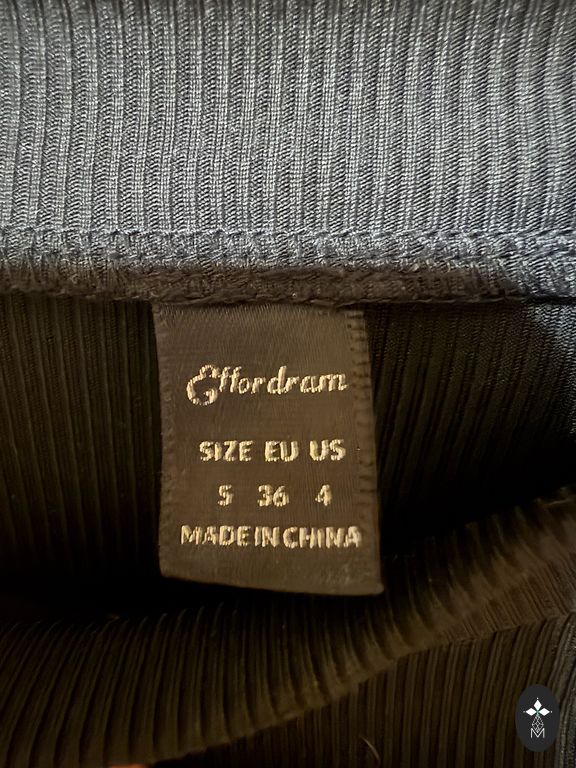 Effordram
SIZE EU US
S 36 4
MADE IN CHINA
M